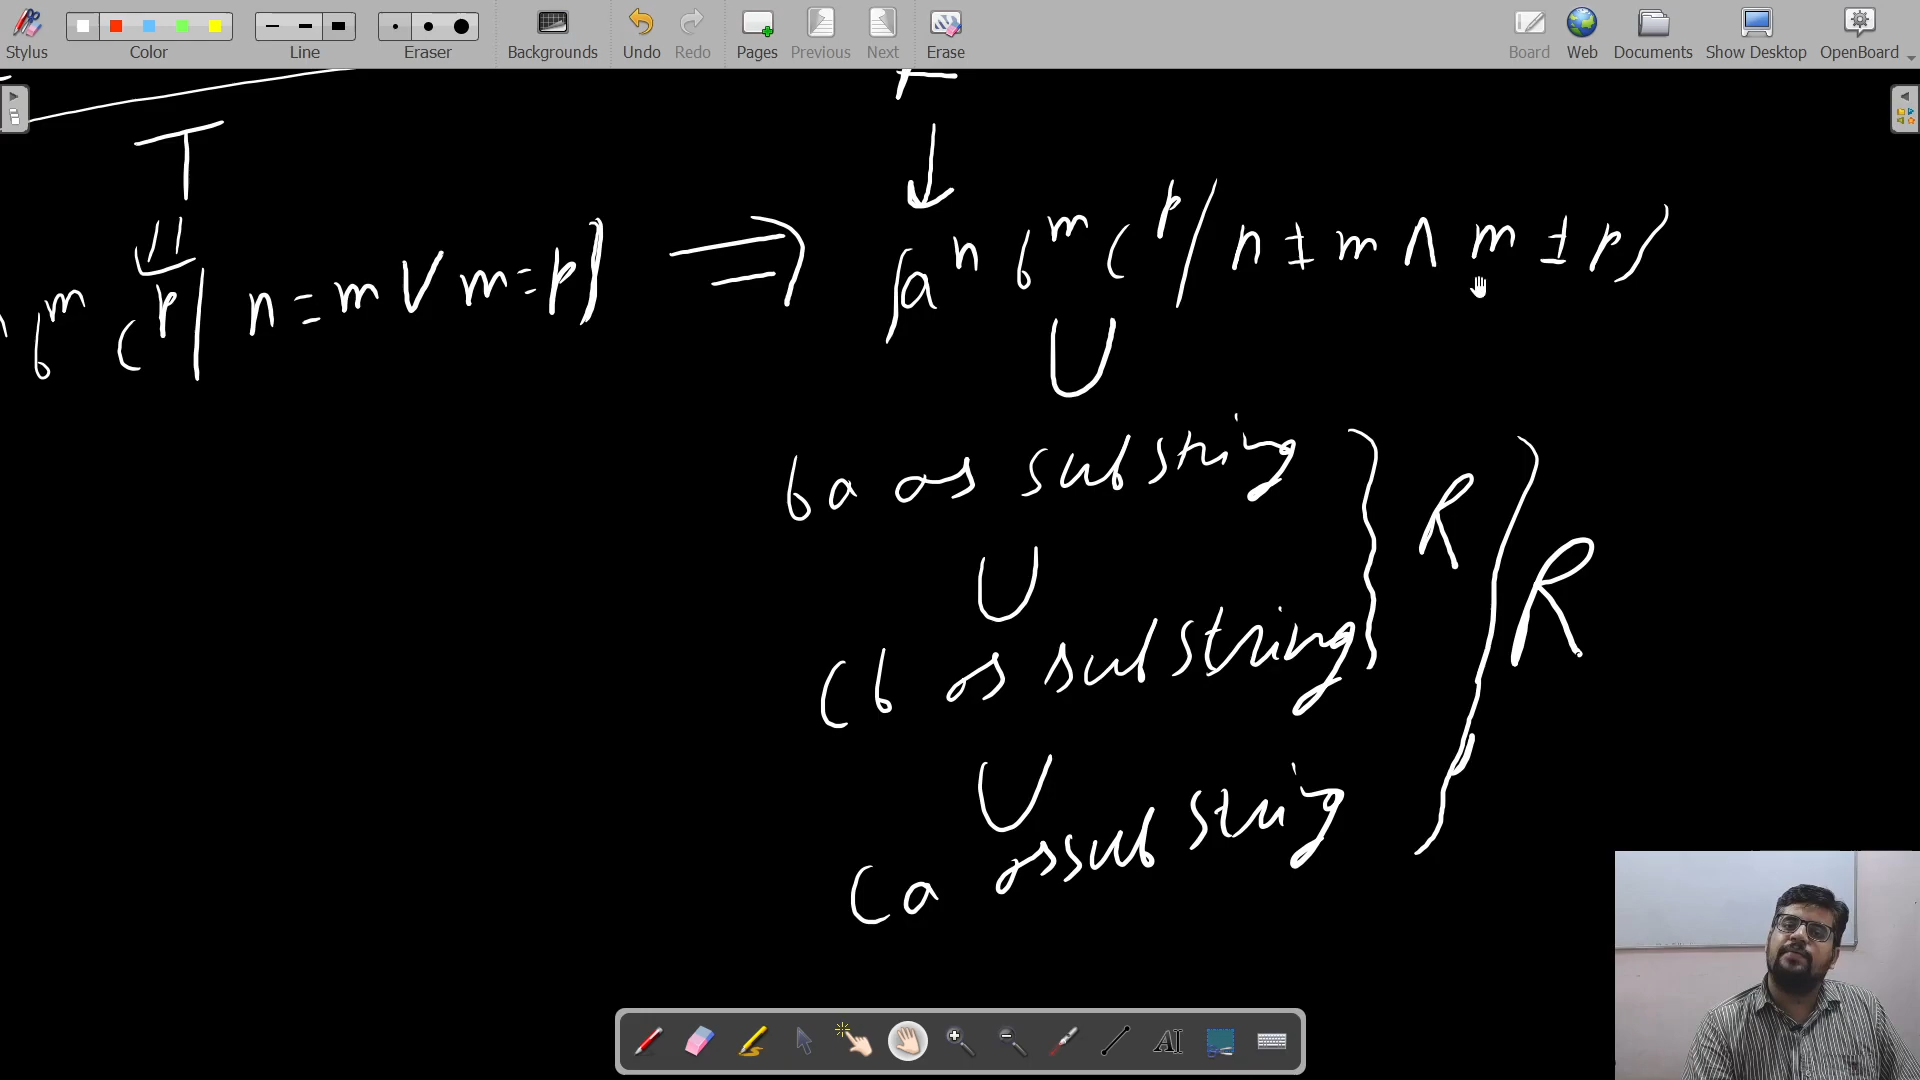 Stylus Color Line Eraser Backgrounds Undo Redo Pages Previous Next Erase Board Web Documents Show Desktop OpenBoard
T
b^m c^p | n = m ∨ m = p} ⇒ {a^n b^m c^p / n ≠ m ∧ m ≠ p}
∪
ba as substring
∪
cb as substring
∪
ca as substring
R
R